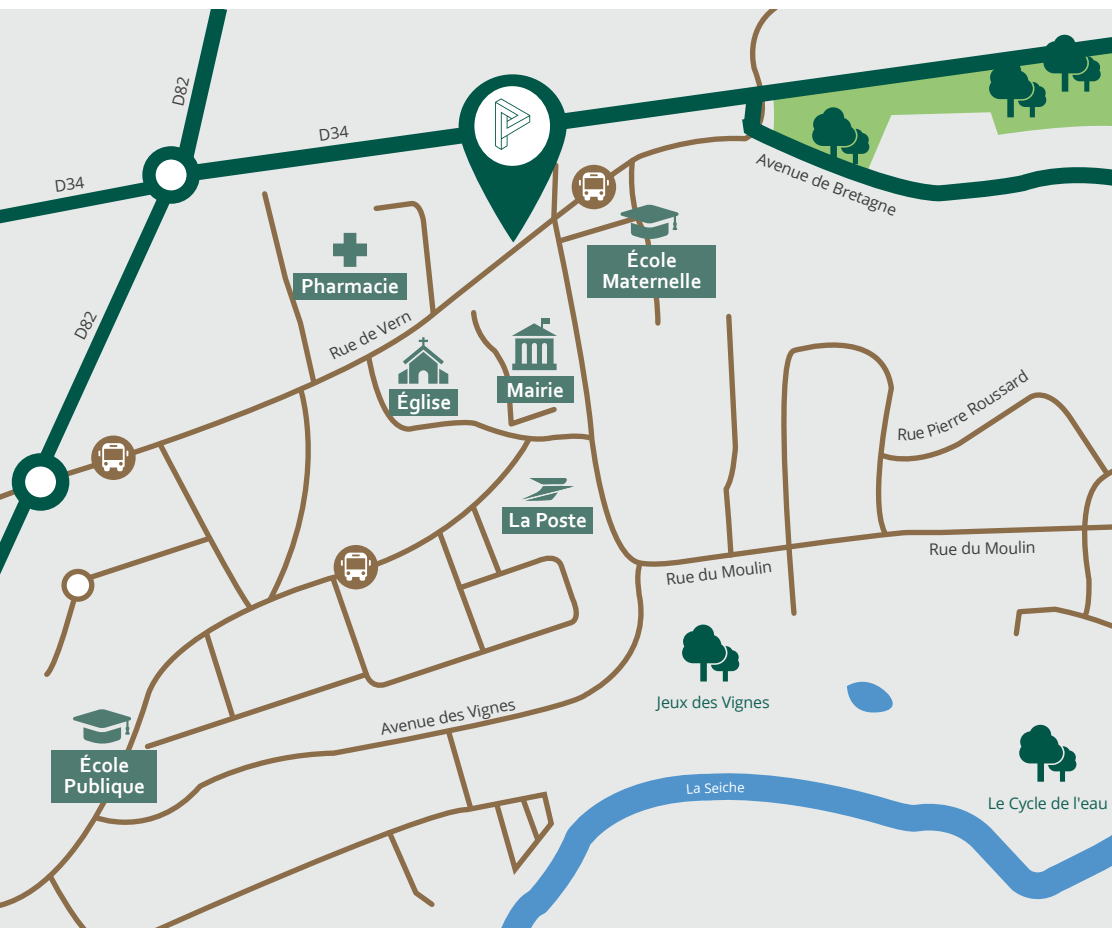 D82
D34
D34
Avenue de Bretagne
École
Maternelle
Pharmacie
D82
Rue de Vern
Mairie
Église
Rue Pierre Roussard
La Poste
Rue du Moulin
Rue du Moulin
Jeux des Vignes
Avenue des Vignes
École
Publique
La Seiche
Le Cycle de l'eau